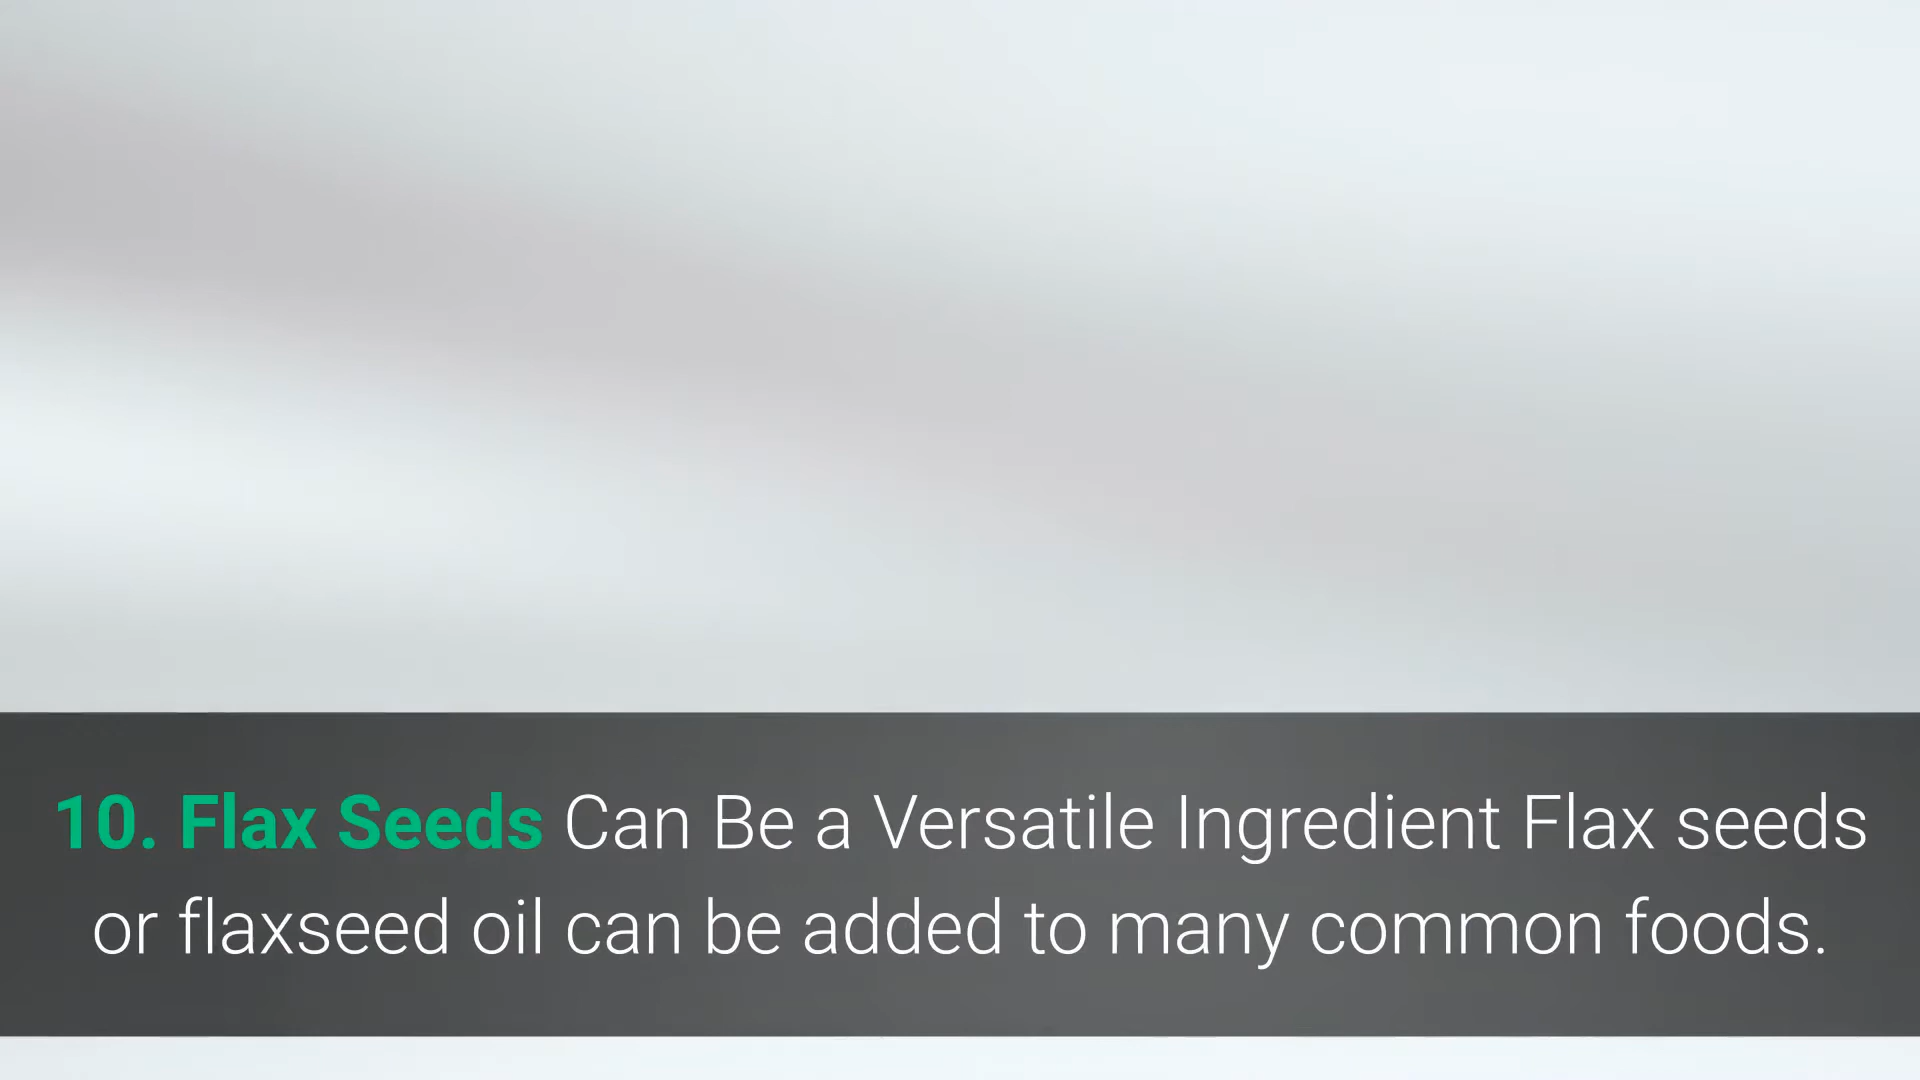 10. Flax Seeds Can Be a Versatile Ingredient Flax seeds
or flaxseed oil can be added to many common foods.